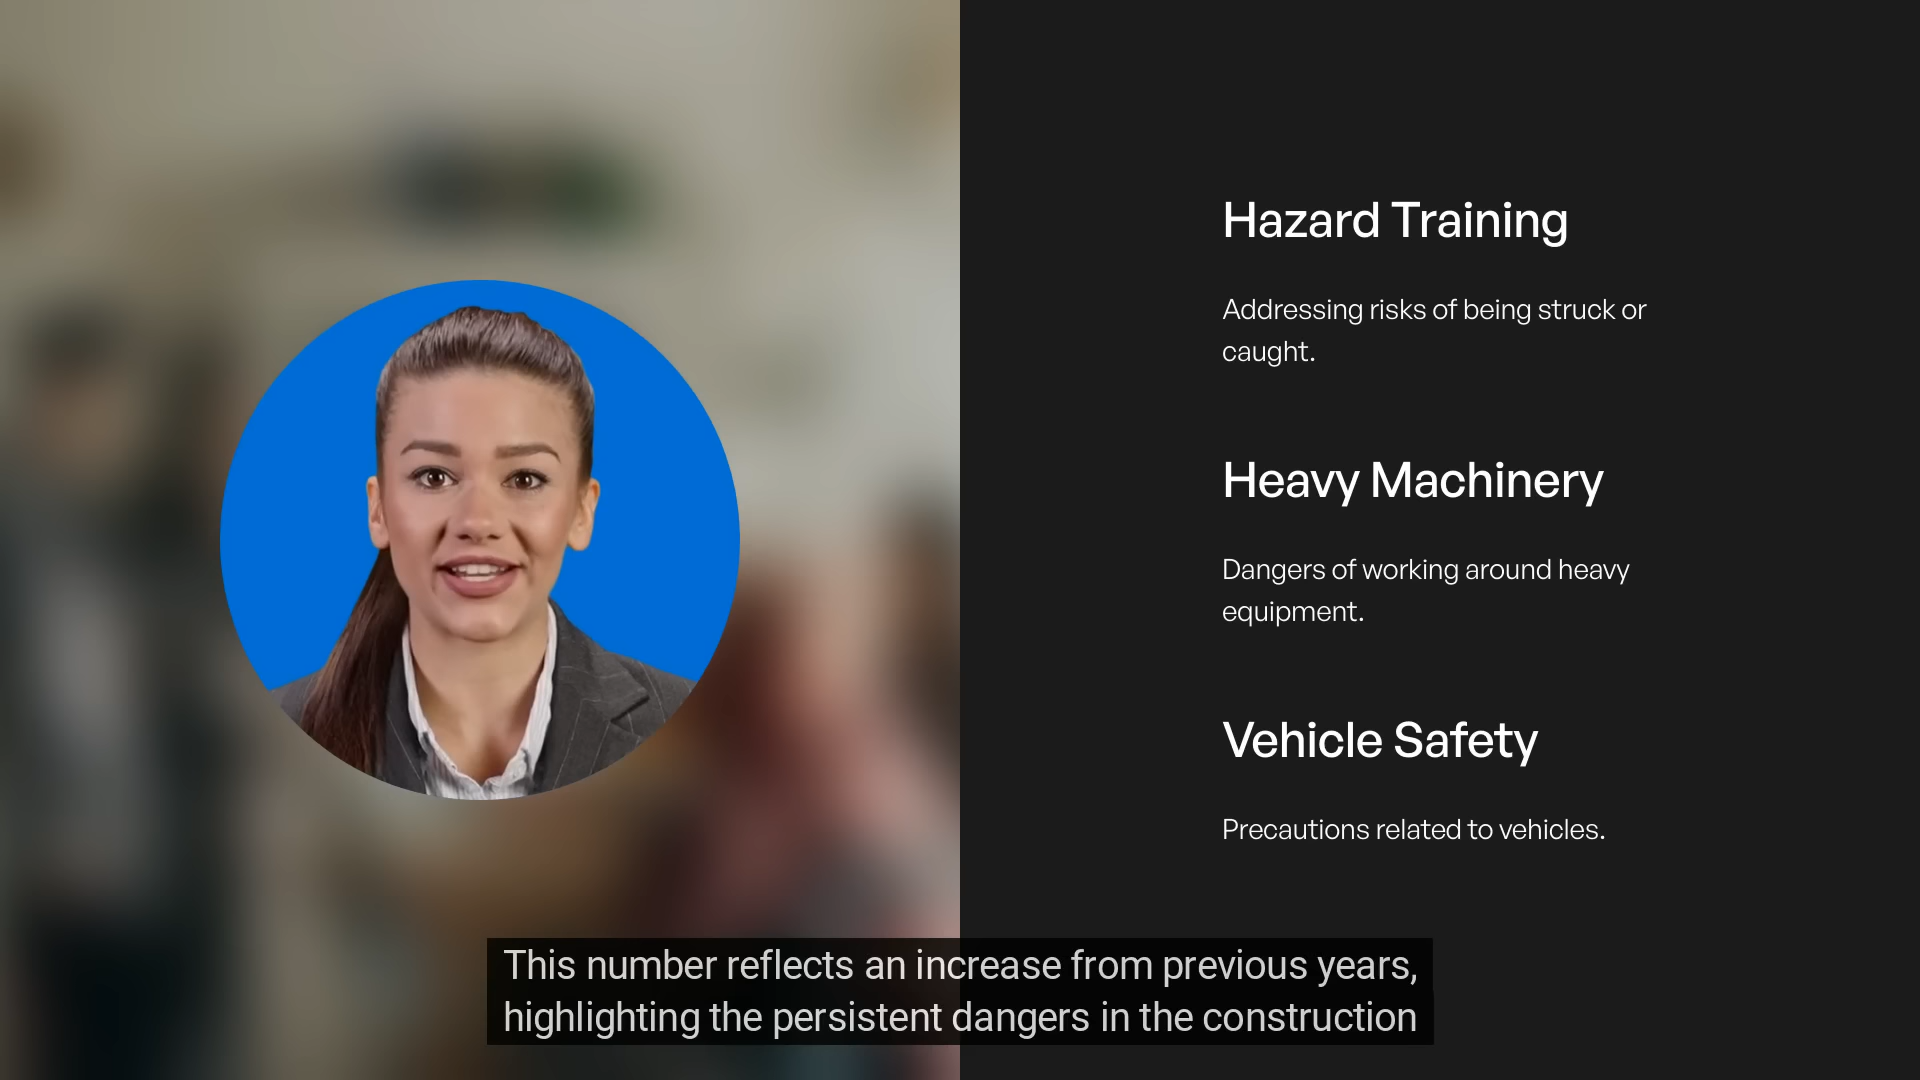 Hazard Training
Addressing risks of being struck or
caught.
Heavy Machinery
Dangers of working around heavy
equipment.
Vehicle Safety
Precautions related to vehicles.
This number reflects an increase from previous years,
highlighting the persistent dangers in the construction